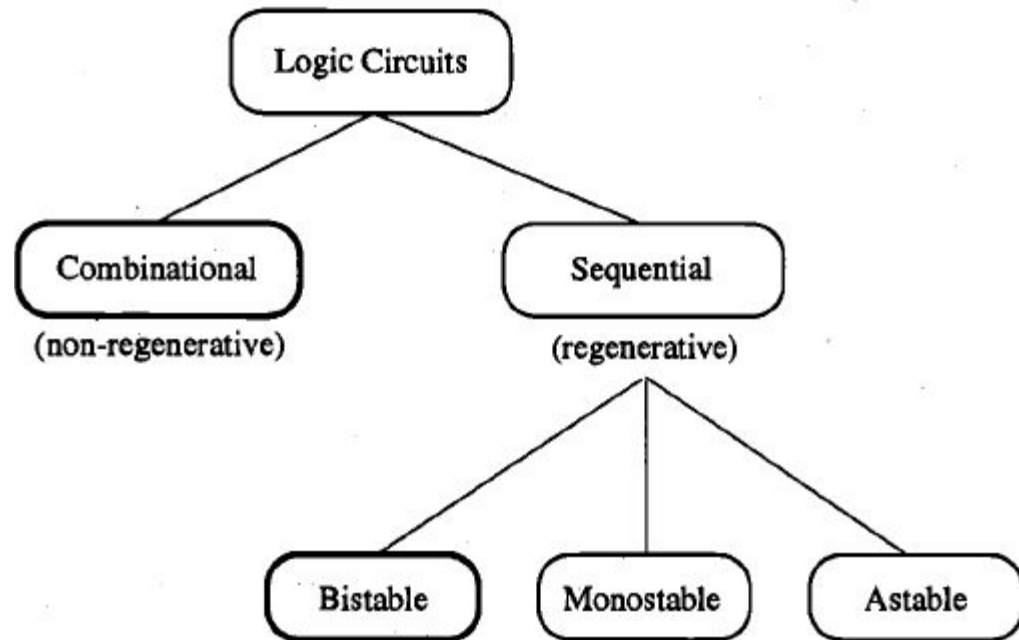 Logic Circuits
Combinational
Sequential
(non-regenerative)
(regenerative)
Bistable
Monostable
Astable